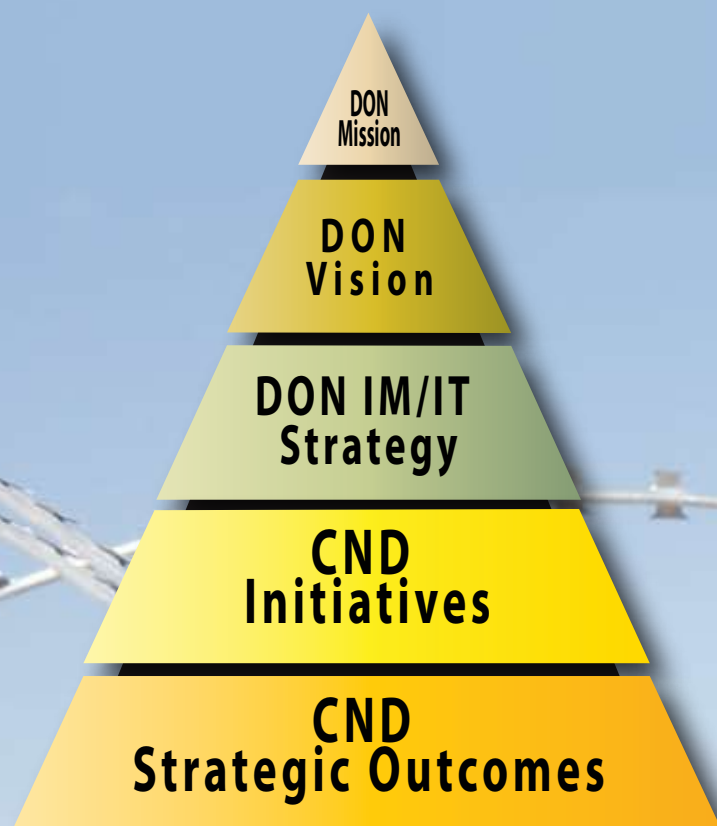 DON
Mission
DON
Vision
DON IM/IT
Strategy
CND
Initiatives
CND
Strategic Outcomes